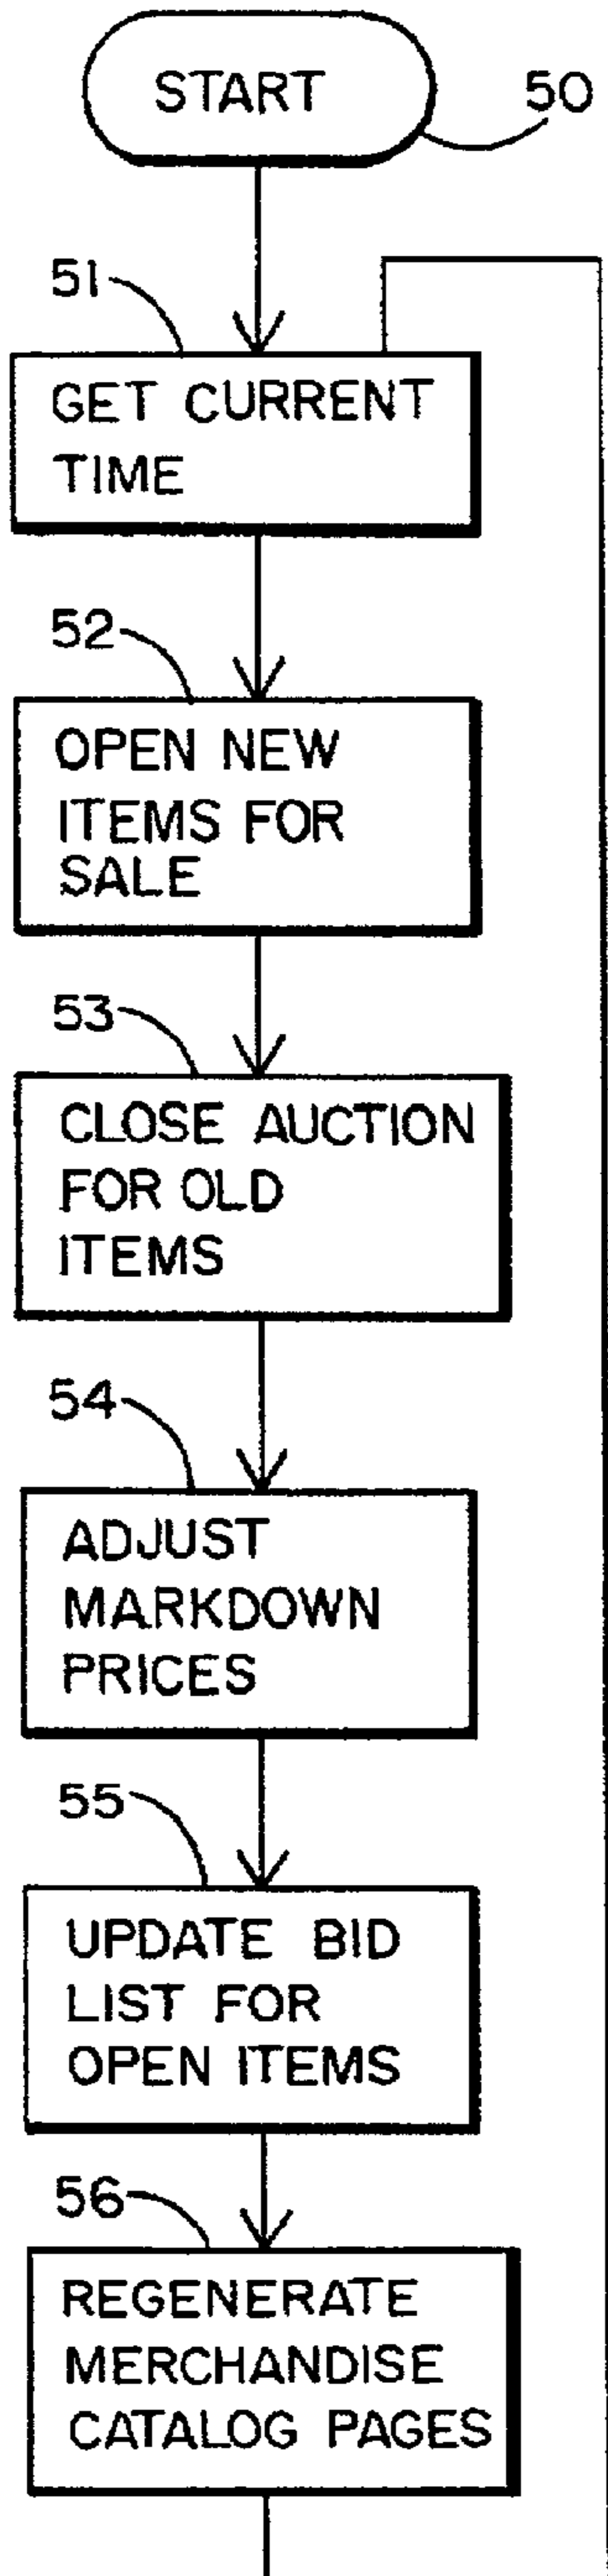 START
50
51
GET CURRENT
TIME
52
OPEN NEW
ITEMS FOR
SALE
53
CLOSE AUCTION
FOR OLD
ITEMS
54
ADJUST
MARKDOWN
PRICES
55
UPDATE BID
LIST FOR
OPEN ITEMS
56
REGENERATE
MERCHANDISE
CATALOG PAGES